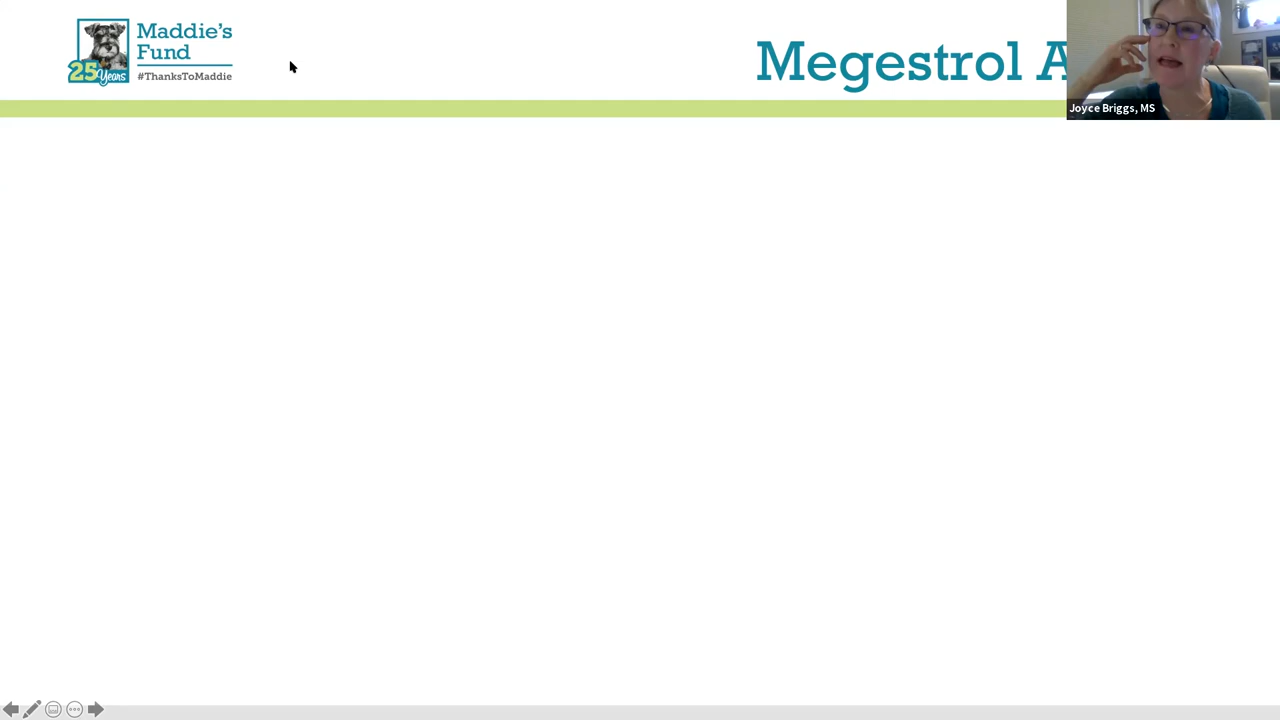 Maddie's
Fund
25 Years
#ThanksToMaddie
Megestrol A
Joyce Briggs, MS